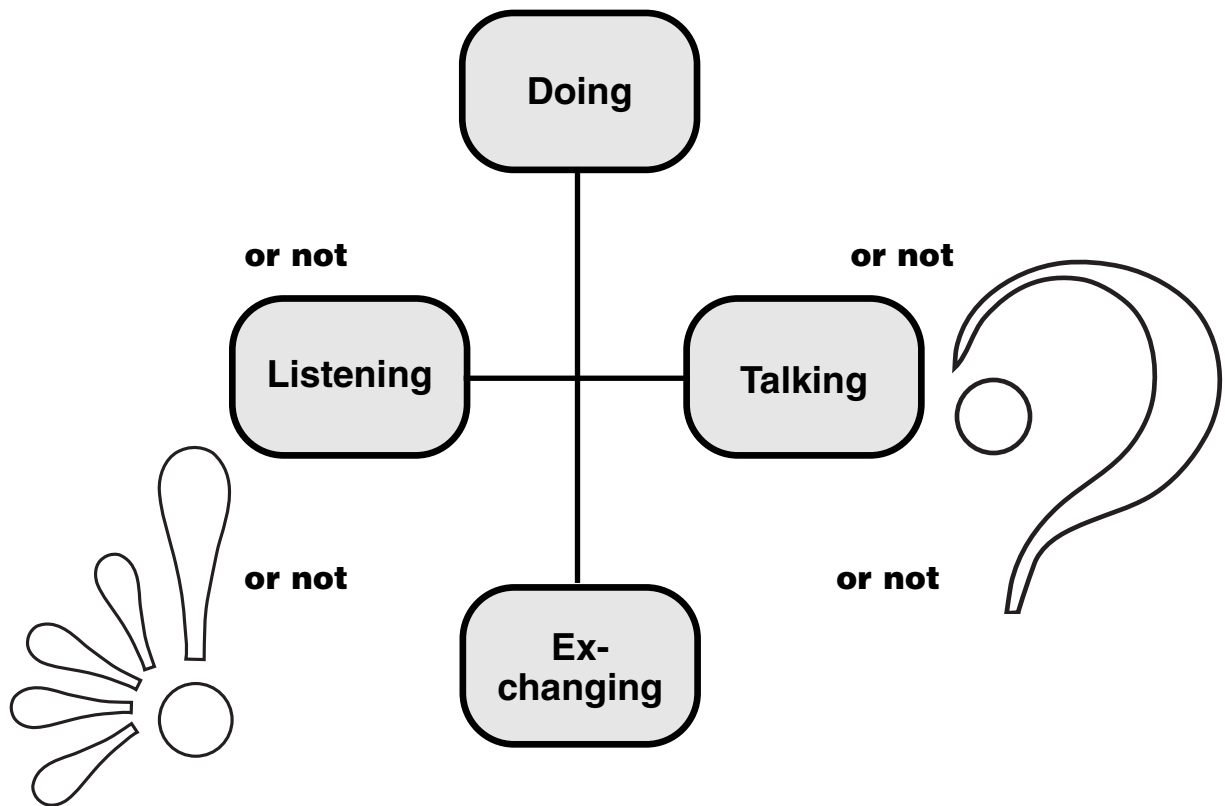 Doing
or not
or not
Listening
Talking
or not
or not
Ex-
changing